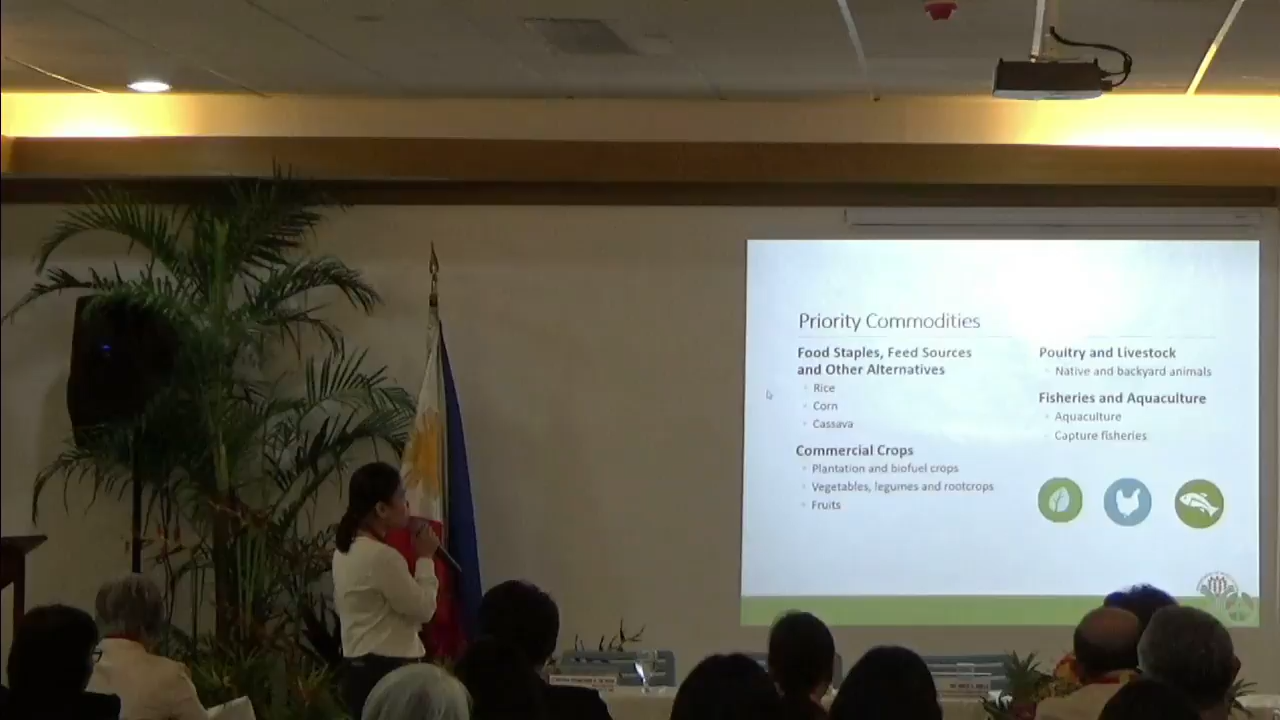 Priority Commodities
Food Staples, Feed Sources
and Other Alternatives
Rice
Corn
Cassava
Commercial Crops
Plantation and biofuel crops
Vegetables, legumes and rootcrops
Fruits
Poultry and Livestock
Native and backyard animals
Fisheries and Aquaculture
Aquaculture
Capture fisheries